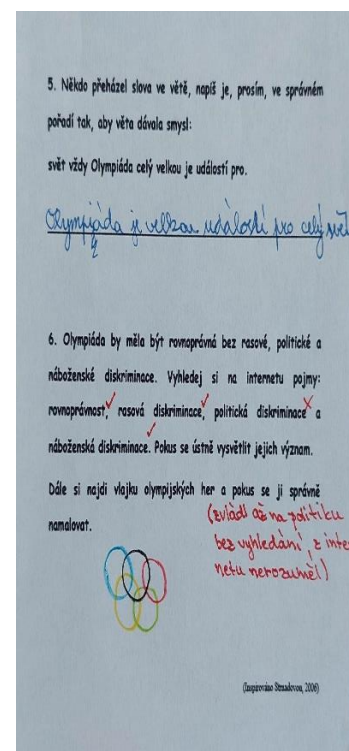 5. Někdo přeházel slova ve větě, napiš je, prosím, ve správném
pořadí tak, aby věta dávala smysl:
svět vždy Olympiáda celý velkou je událostí pro.
Olympiáda je velkou událostí pro celý svět
6. Olympiáda by měla být rovnoprávná bez rasové, politické a
náboženské diskriminace. Vyhledej si na internetu pojmy:
rovnoprávnost, rasová diskriminace, politická diskriminace a
náboženská diskriminace. Pokus se ústně vysvětlit jejich význam.
Dále si najdi vlajku olympijských her a pokus se ji správně
namalovat.
(zvládl až na politiku
bez vyhledání, z inte
netu nerozuměl)
(Inspirováno Straadovou, 2006)